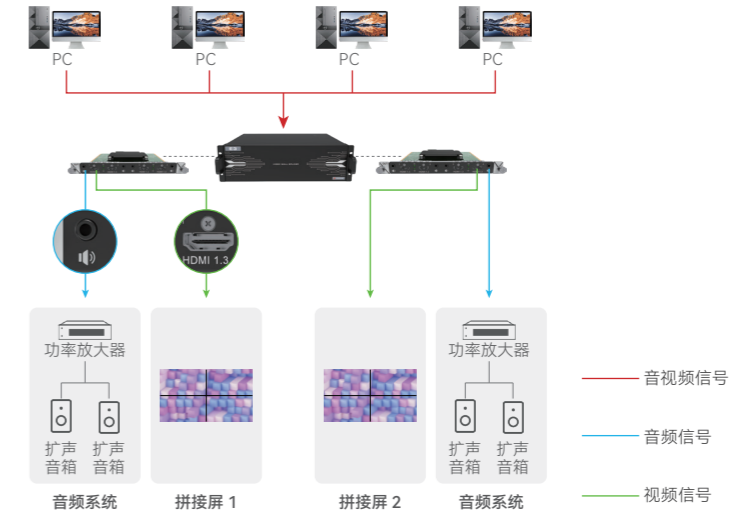 PC
PC
PC
PC
HDMI 1.3
功率放大器
扩声
音箱
扩声
音箱
音频系统
拼接屏 1
拼接屏 2
功率放大器
扩声
音箱
扩声
音箱
音频系统
音视频信号
音频信号
视频信号